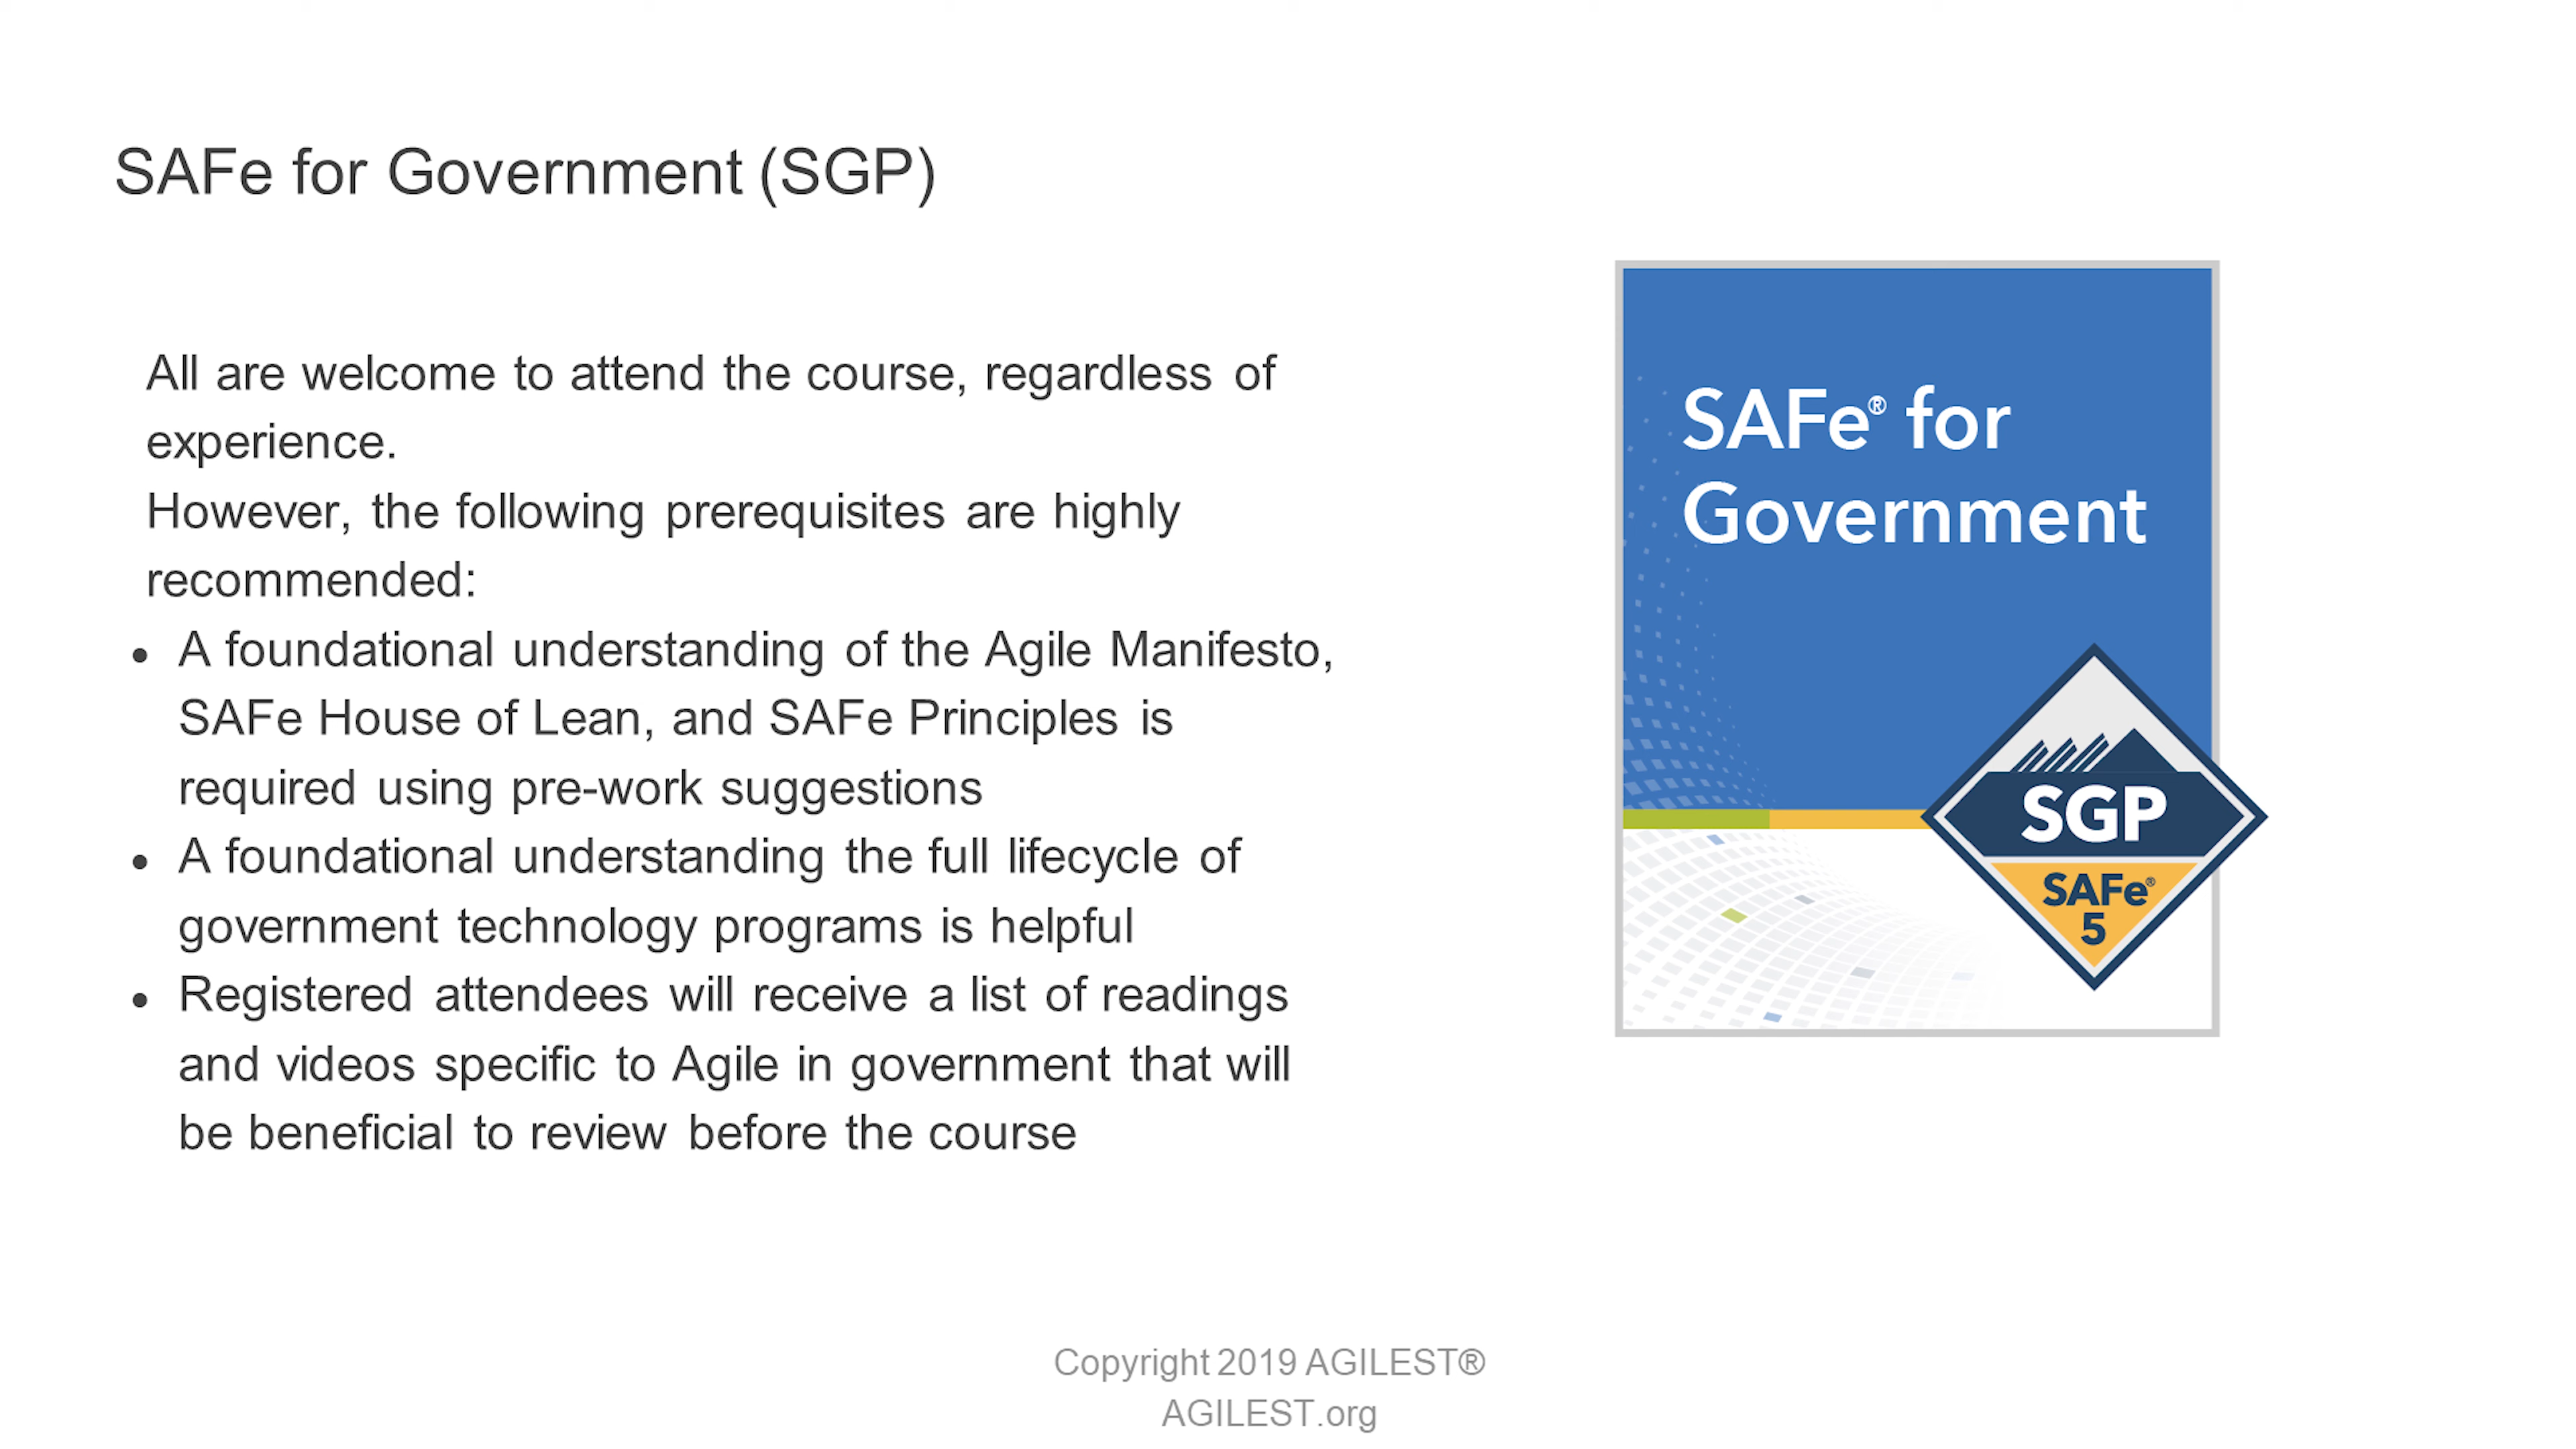 SAFe for Government (SGP)
All are welcome to attend the course, regardless of
experience.
However, the following prerequisites are highly
recommended:
• A foundational understanding of the Agile Manifesto,
SAFe House of Lean, and SAFe Principles is
required using pre-work suggestions
• A foundational understanding the full lifecycle of
government technology programs is helpful
• Registered attendees will receive a list of readings
and videos specific to Agile in government that will
be beneficial to review before the course
SAFe® for
Government
SGP
SAFe®
5
Copyright 2019 AGILEST®
AGILEST.org